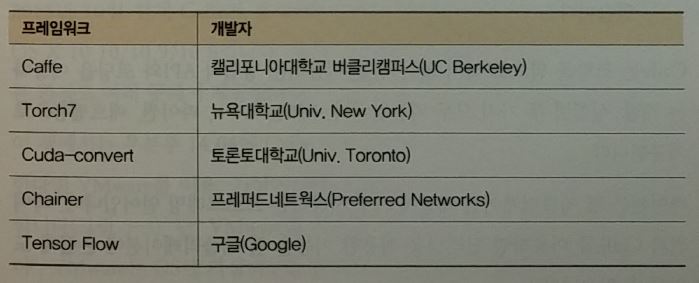 프레임워크 개발자
Caffe 캘리포니아대학교 버클리캠퍼스(UC Berkeley)
Torch7 뉴욕대학교(Univ. New York)
Cuda-convert 토론토대학교(Univ. Toronto)
Chainer 프레퍼드네트웍스(Preferred Networks)
Tensor Flow 구글(Google)